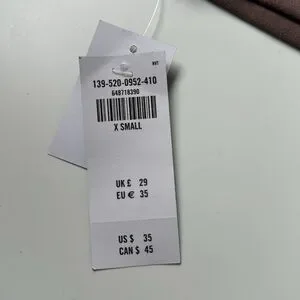 139-520-0952-410
648718390
X SMALL
UK £ 29
EU € 35
US $ 35
CAN $ 45